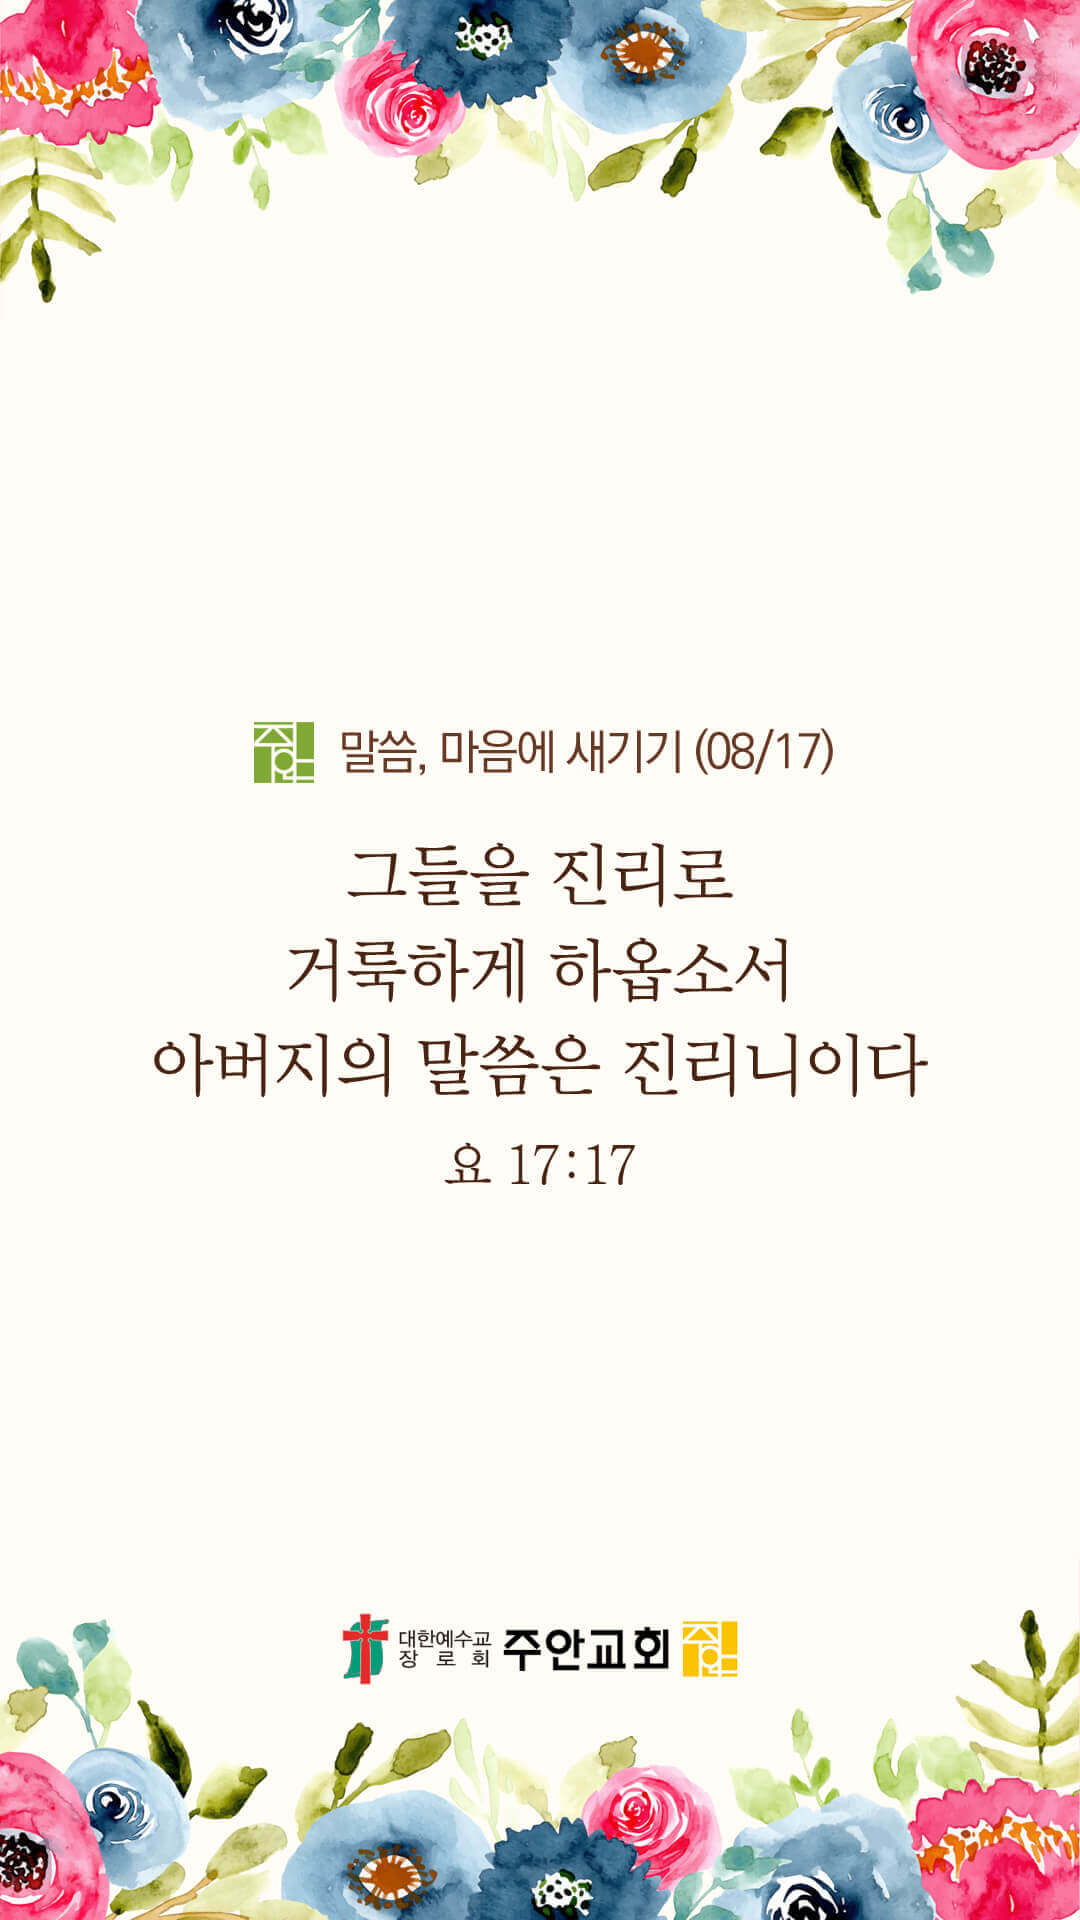 말씀, 마음에 새기기 (08/17)
그들을 진리로
거룩하게 하옵소서
아버지의 말씀은 진리니이다
요 17:17
대한예수교
장로회
주안교회